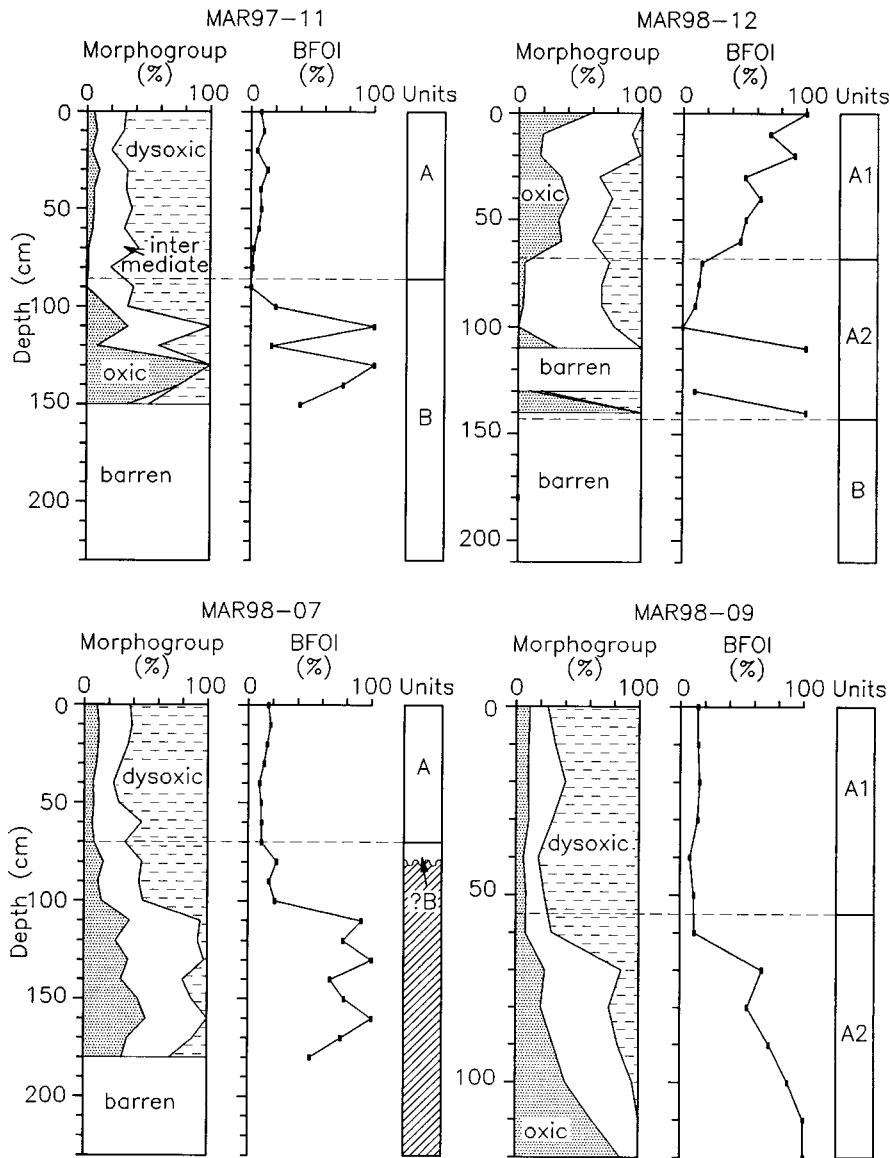 MAR97-11
Morphogroup BFOI
(%) (%)
0 100 0 100 Units
0
50
100
150
200
Depth (cm)
dysoxic
inter
mediate
oxic
barren
A
B
MAR98-12
Morphogroup BFOI
(%) (%)
0 100 0 100 Units
0
50
100
150
200
oxic
barren
barren
A1
A2
B
MAR98-07
Morphogroup BFOI
(%) (%)
0 100 0 100 Units
0
50
100
150
200
Depth (cm)
dysoxic
barren
A
?B
MAR98-09
Morphogroup BFOI
(%) (%)
0 100 0 100 Units
0
50
100
dysoxic
oxic
A1
A2